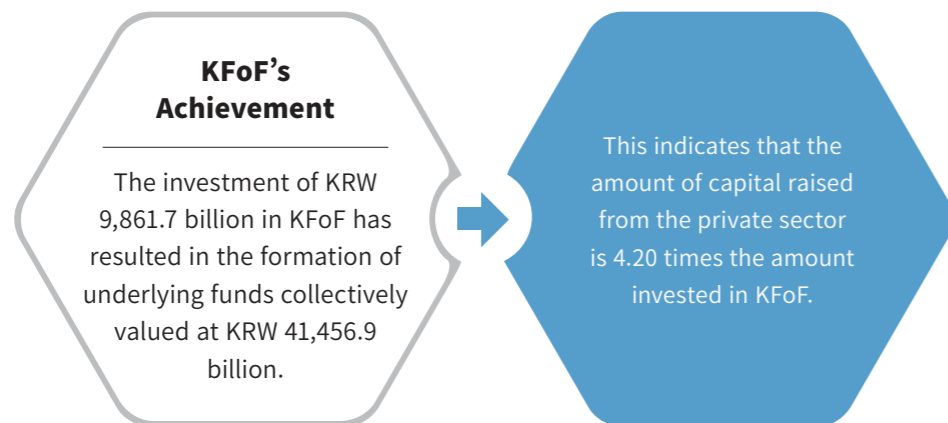 KFoF’s
Achievement
The investment of KRW
9,861.7 billion in KFoF has
resulted in the formation of
underlying funds collectively
valued at KRW 41,456.9
billion.
This indicates that the
amount of capital raised
from the private sector
is 4.20 times the amount
invested in KFoF.